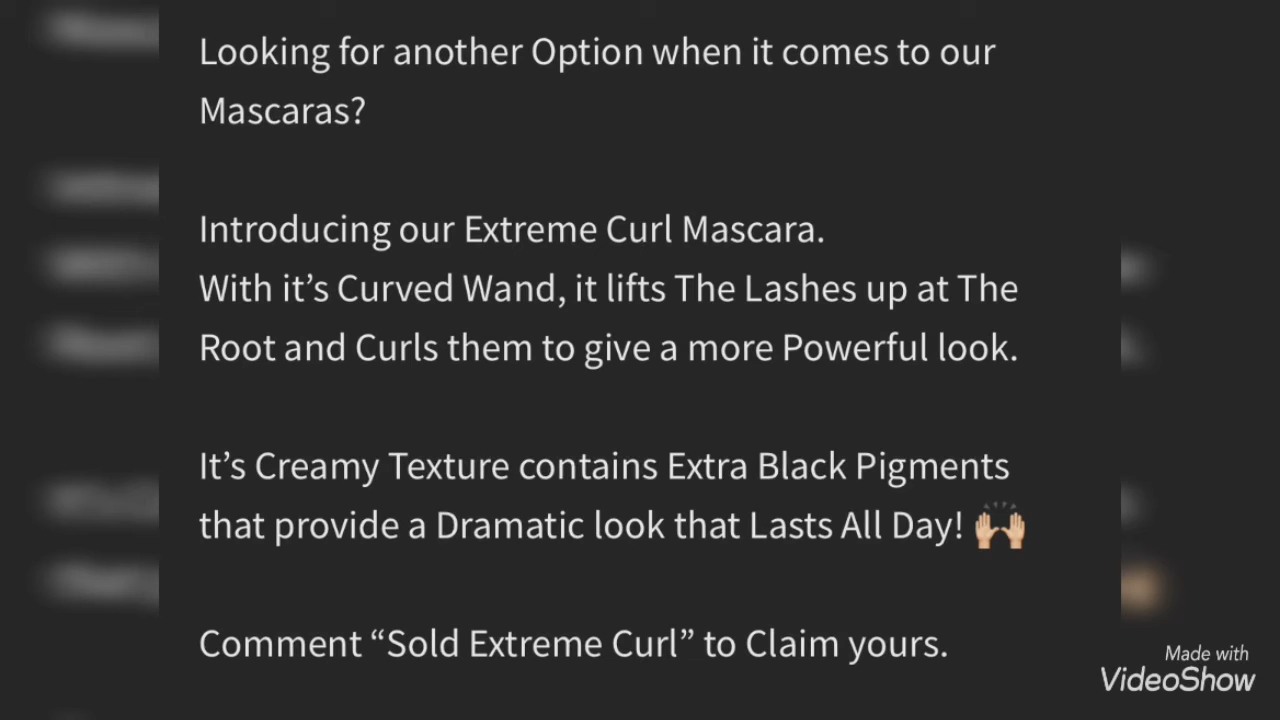 Looking for another Option when it comes to our
Mascaras?
Introducing our Extreme Curl Mascara.
With it’s Curved Wand, it lifts The Lashes up at The
Root and Curls them to give a more Powerful look.
It’s Creamy Texture contains Extra Black Pigments
that provide a Dramatic look that Lasts All Day! 🙌🏼
Comment “Sold Extreme Curl” to Claim yours.
Made with
VideoShow